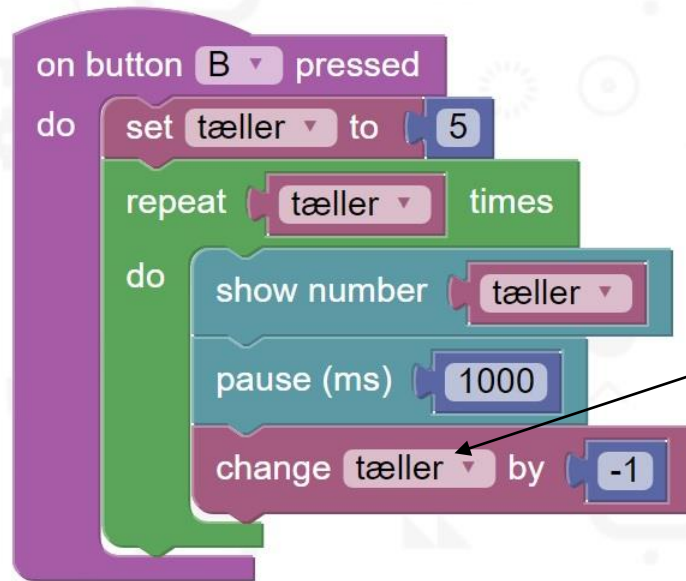 on button B pressed
do set tæller to 5
repeat tæller times
do show number tæller
pause (ms) 1000
change tæller by -1